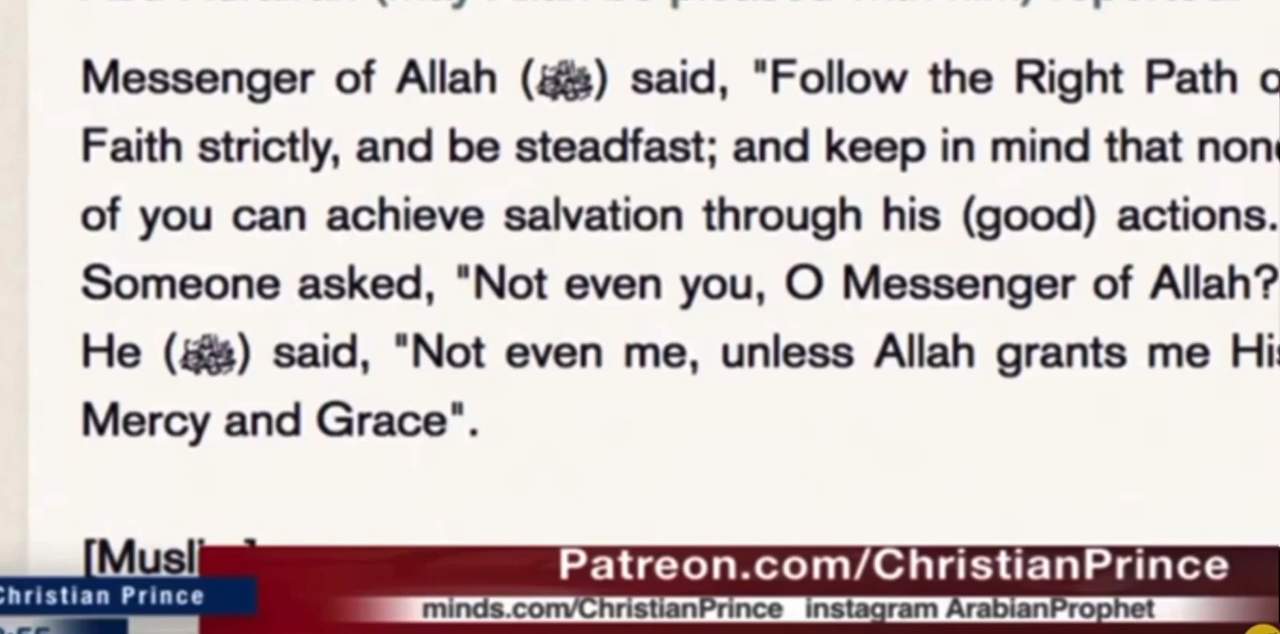 Messenger of Allah (ﷺ) said, "Follow the Right Path
Faith strictly, and be steadfast; and keep in mind that
of you can achieve salvation through his (good) actions.
Someone asked, "Not even you, O Messenger of Allah?
He (ﷺ) said, "Not even me, unless Allah grants me
Mercy and Grace".
Patreon.com/ChristianPrince
Christian Prince
minds.com/ChristianPrince instagram ArabianProphet